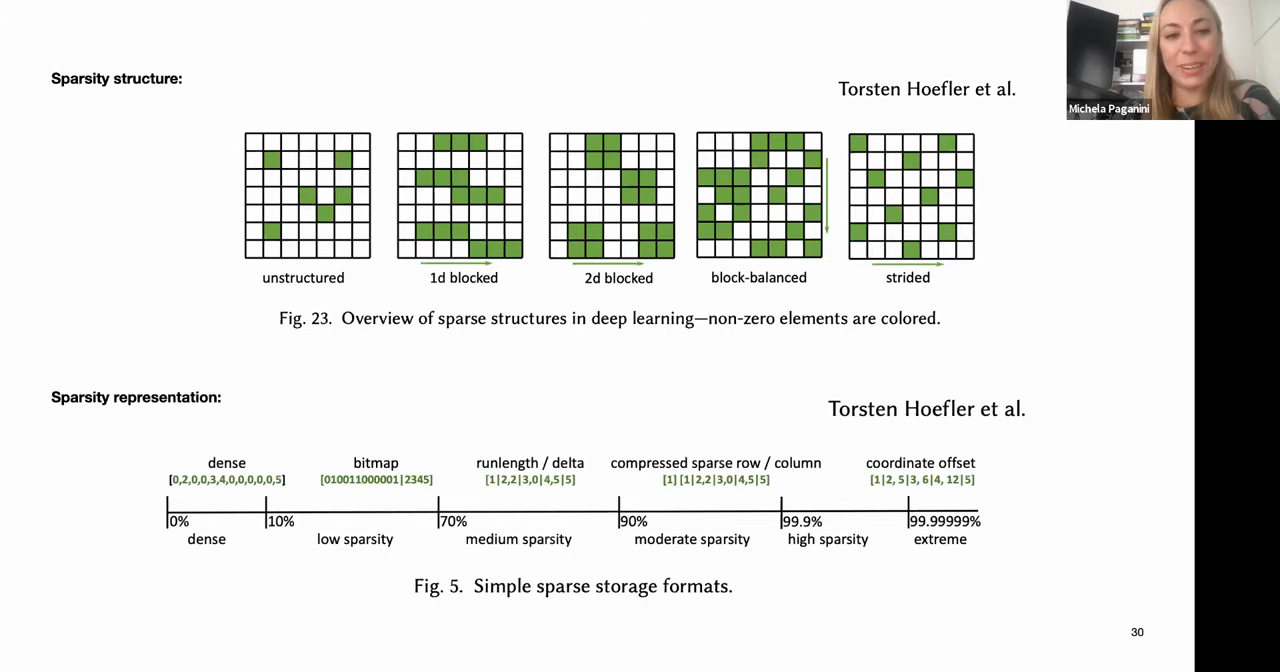 Sparsity structure:
Torsten Hoefler et al.
Michela Paganini
unstructured
1d blocked
2d blocked
block-balanced
strided
Fig. 23. Overview of sparse structures in deep learning—non-zero elements are colored.
Sparsity representation:
Torsten Hoefler et al.
dense
bitmap
runlength / delta
compressed sparse row / column
coordinate offset
[0,2,0,0,3,4,0,0,0,0,0,5]
[010011000001|2345]
[1|2,2|3,0|4,5|5]
[1] [1|2,2|3,0|4,5|5]
[1|2, 5|3, 6|4, 12|5]
0%
10%
70%
90%
99.9%
99.99999%
dense
low sparsity
medium sparsity
moderate sparsity
high sparsity
extreme
Fig. 5. Simple sparse storage formats.
30